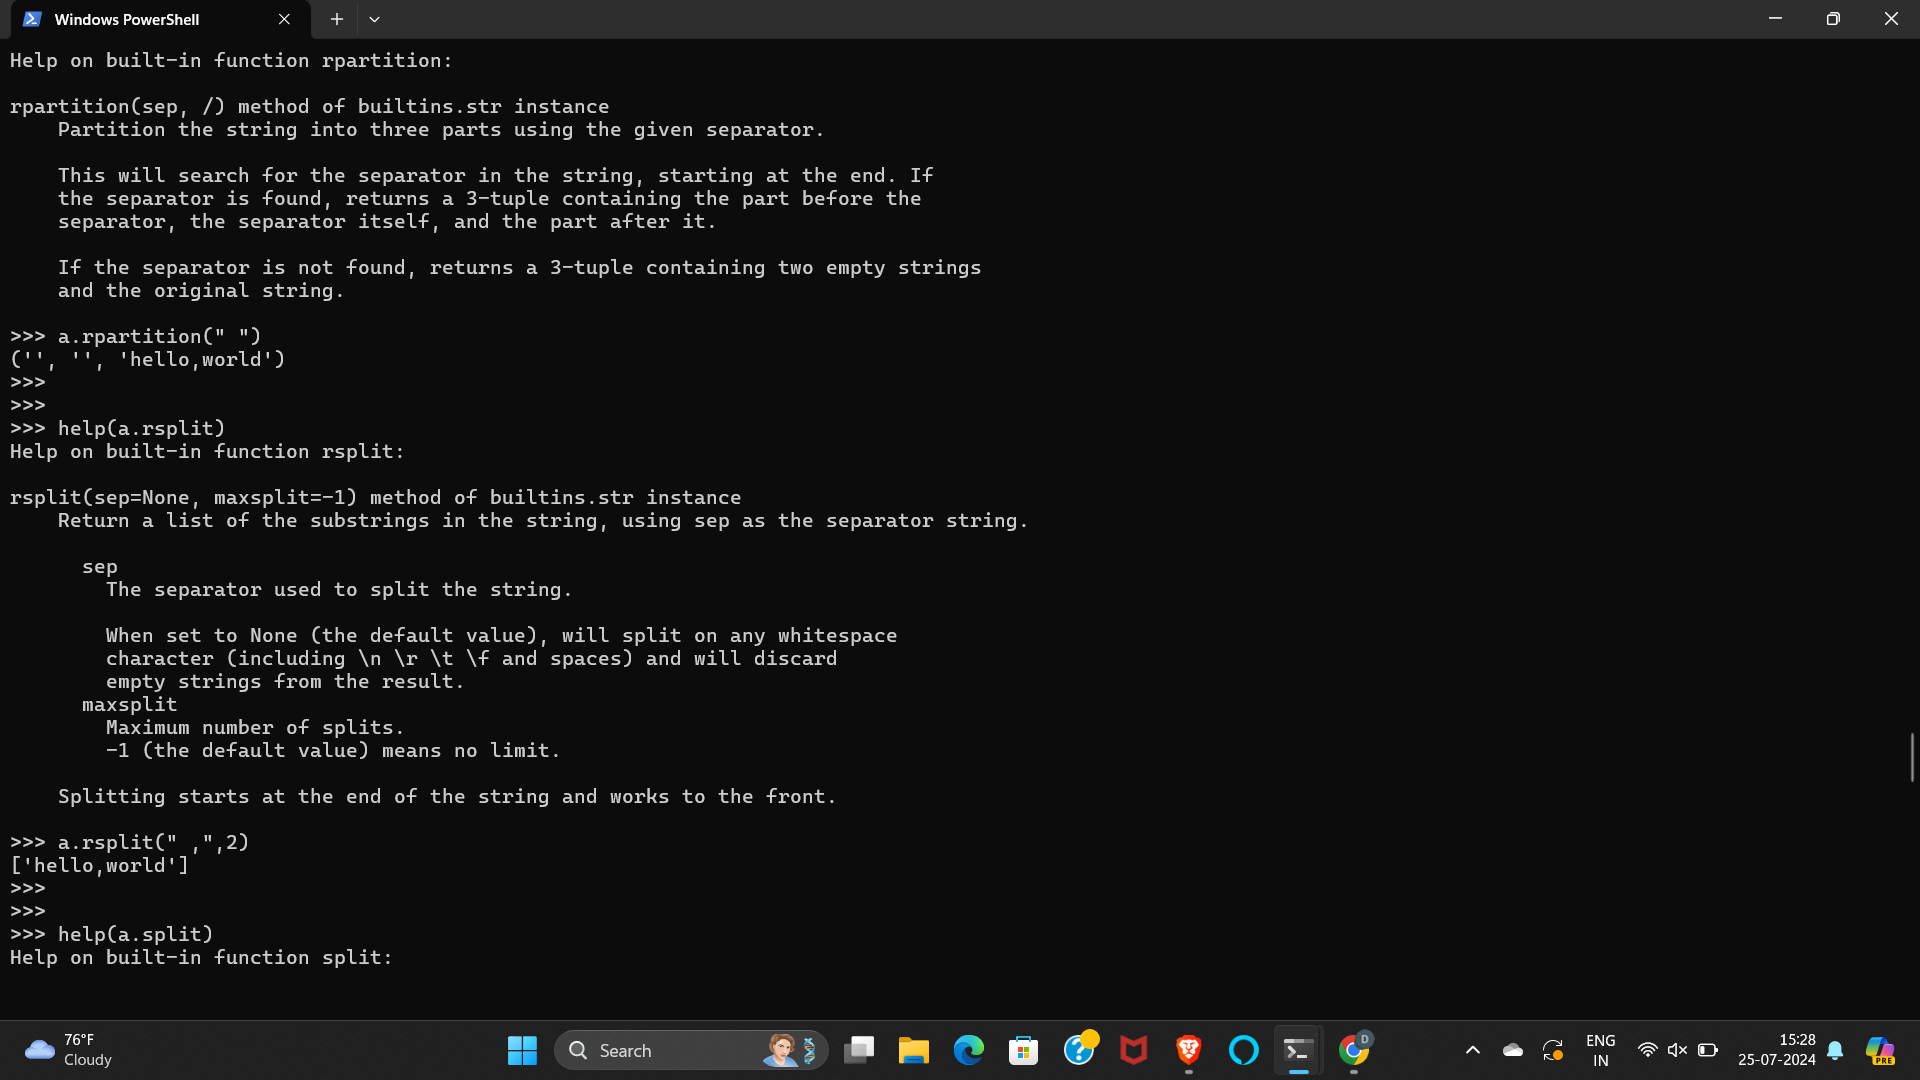 Windows PowerShell
Help on built-in function rpartition:
rpartition(sep, /) method of builtins.str instance
    Partition the string into three parts using the given separator.
    This will search for the separator in the string, starting at the end. If
    the separator is found, returns a 3-tuple containing the part before the
    separator, the separator itself, and the part after it.
    If the separator is not found, returns a 3-tuple containing two empty strings
    and the original string.
>>> a.rpartition(" ")
('', '', 'hello,world')
>>>
>>>
>>> help(a.rsplit)
Help on built-in function rsplit:
rsplit(sep=None, maxsplit=-1) method of builtins.str instance
    Return a list of the substrings in the string, using sep as the separator string.
      sep
        The separator used to split the string.
        When set to None (the default value), will split on any whitespace
        character (including \n \r \t \f and spaces) and will discard
        empty strings from the result.
      maxsplit
        Maximum number of splits.
        -1 (the default value) means no limit.
    Splitting starts at the end of the string and works to the front.
>>> a.rsplit(" ,",2)
['hello,world']
>>>
>>>
>>> help(a.split)
Help on built-in function split:
76°F
Cloudy
Search
D
ENG
IN
15:28
25-07-2024
PRE